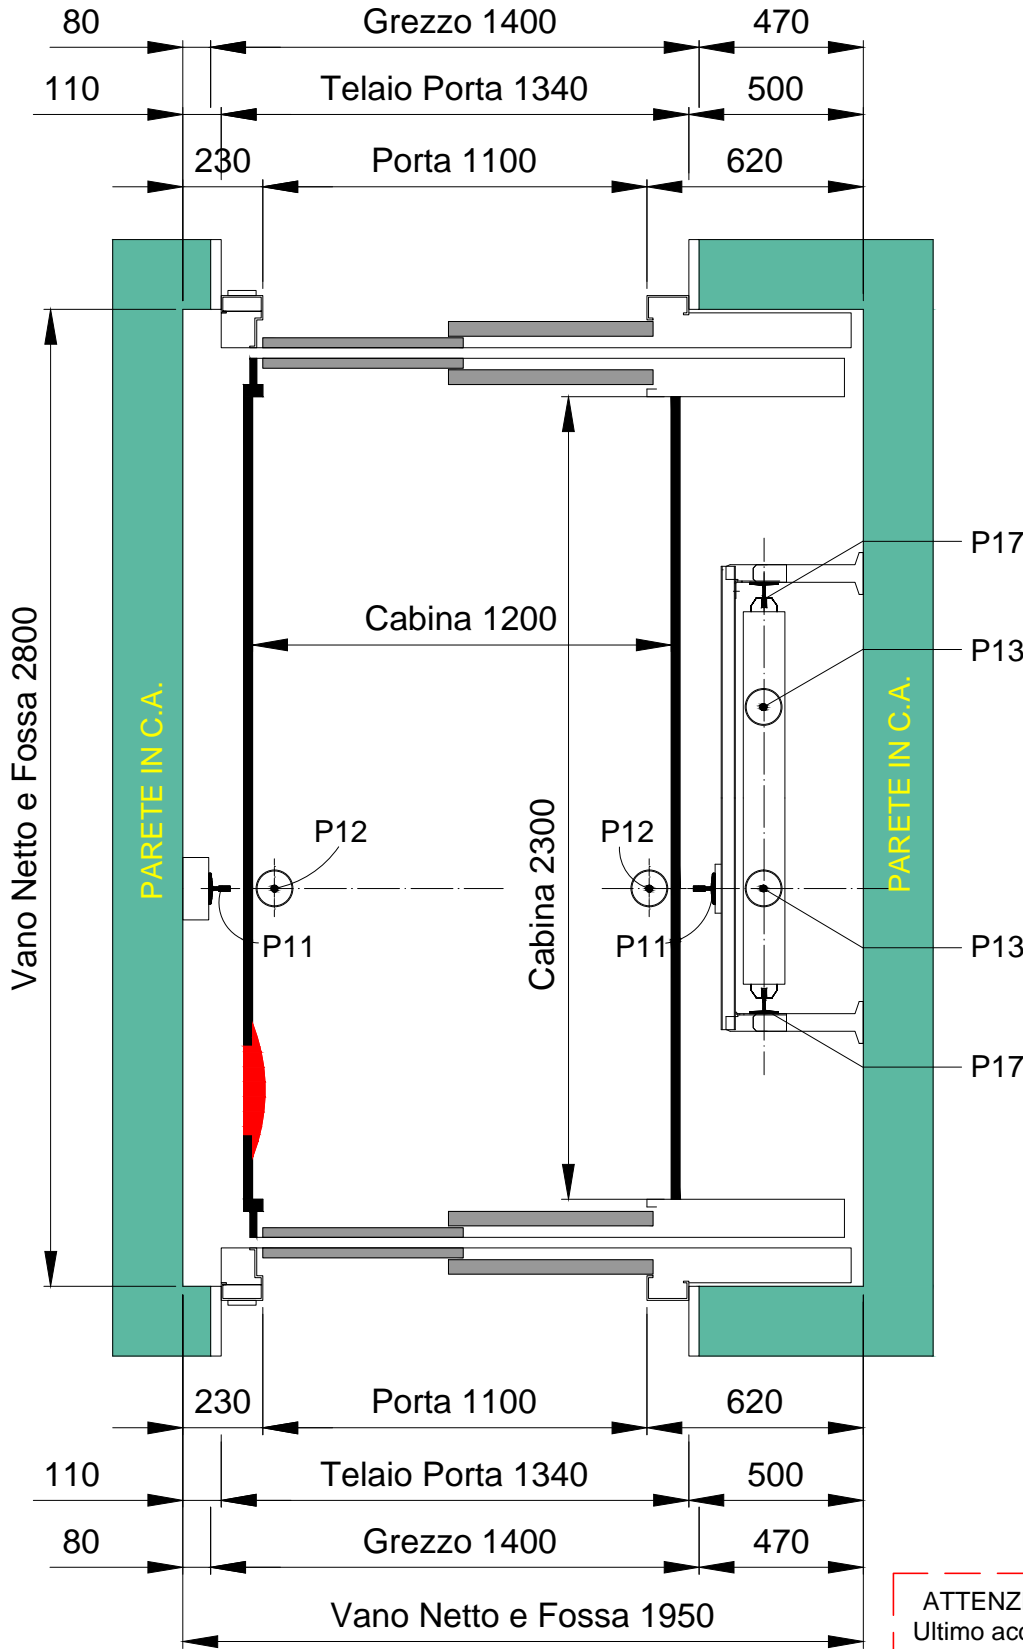 80 Grezzo 1400 470
110 Telaio Porta 1340 500
230 Porta 1100 620
P17
Cabina 1200
P13
Vano Netto e Fossa 2800
PARETE IN C.A.
PARETE IN C.A.
Cabina 2300
P12 P12
P11 P11
P13
P17
230 Porta 1100 620
110 Telaio Porta 1340 500
80 Grezzo 1400 470
Vano Netto e Fossa 1950
ATTENZ
Ultimo acc